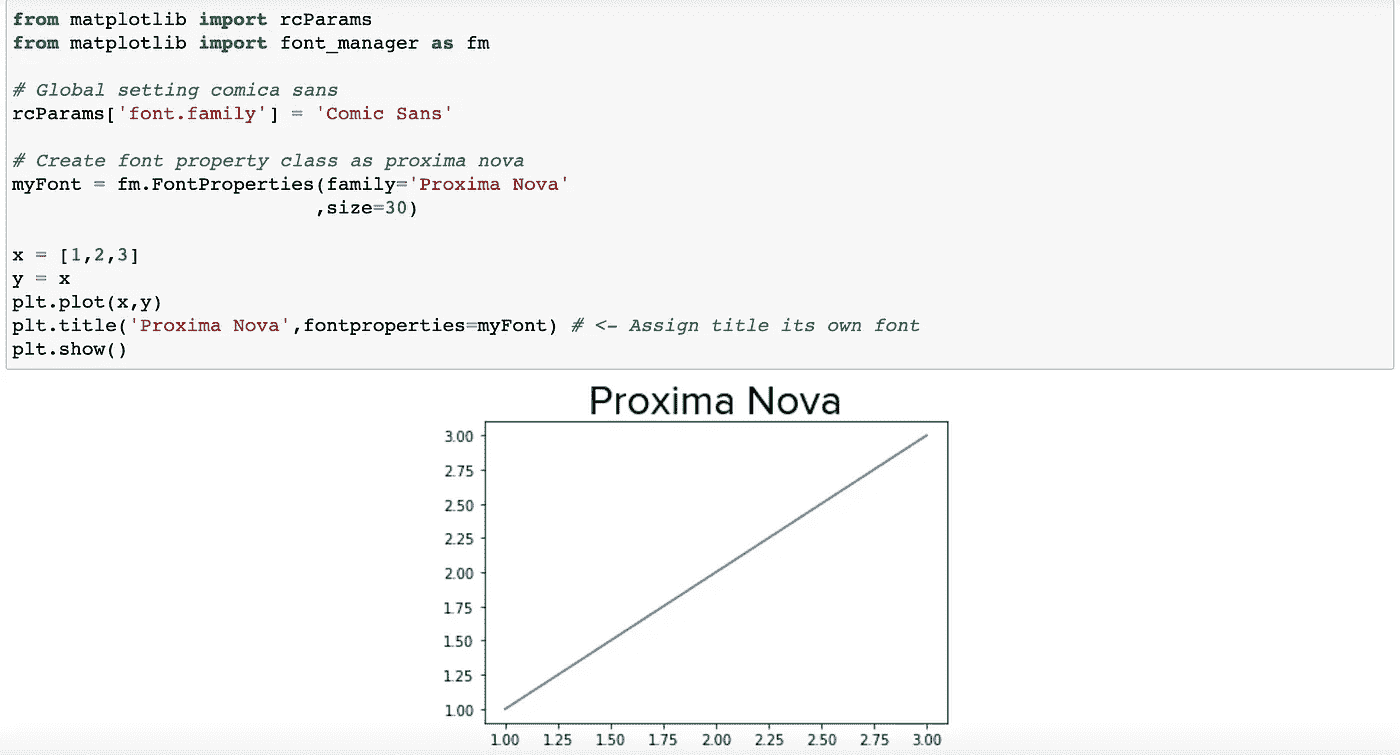 from matplotlib import rcParams
from matplotlib import font_manager as fm
# Global setting comica sans
rcParams['font.family'] = 'Comic Sans'
# Create font property class as proxima nova
myFont = fm.FontProperties(family='Proxima Nova'
,size=30)
x = [1,2,3]
y = x
plt.plot(x,y)
plt.title('Proxima Nova',fontproperties=myFont) # <- Assign title its own font
plt.show()
Proxima Nova
3.00
2.75
2.50
2.25
2.00
1.75
1.50
1.25
1.00
1.00 1.25 1.50 1.75 2.00 2.25 2.50 2.75 3.00